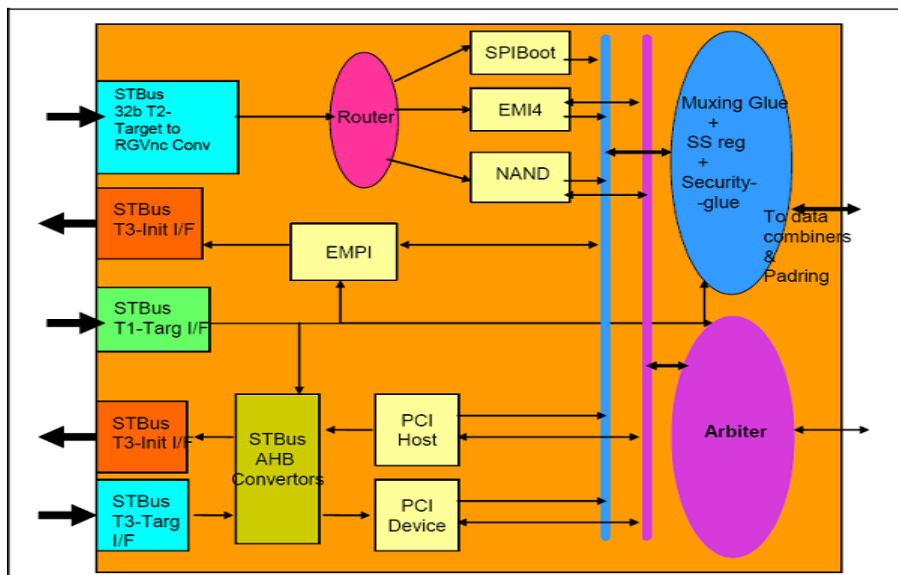 STBus
32b T2-
Target to
RGVnc Conv
Router
SPIBoot
EMI4
NAND
Muxing Glue
+
SS reg
+
Security-
-glue
To data
combiners
&
Padring
STBus
T3-Init I/F
EMPI
STBus
T1-Targ I/F
STBus
T3-Init I/F
STBus
AHB
Convertors
PCI
Host
Arbiter
STBus
T3-Targ
I/F
PCI
Device